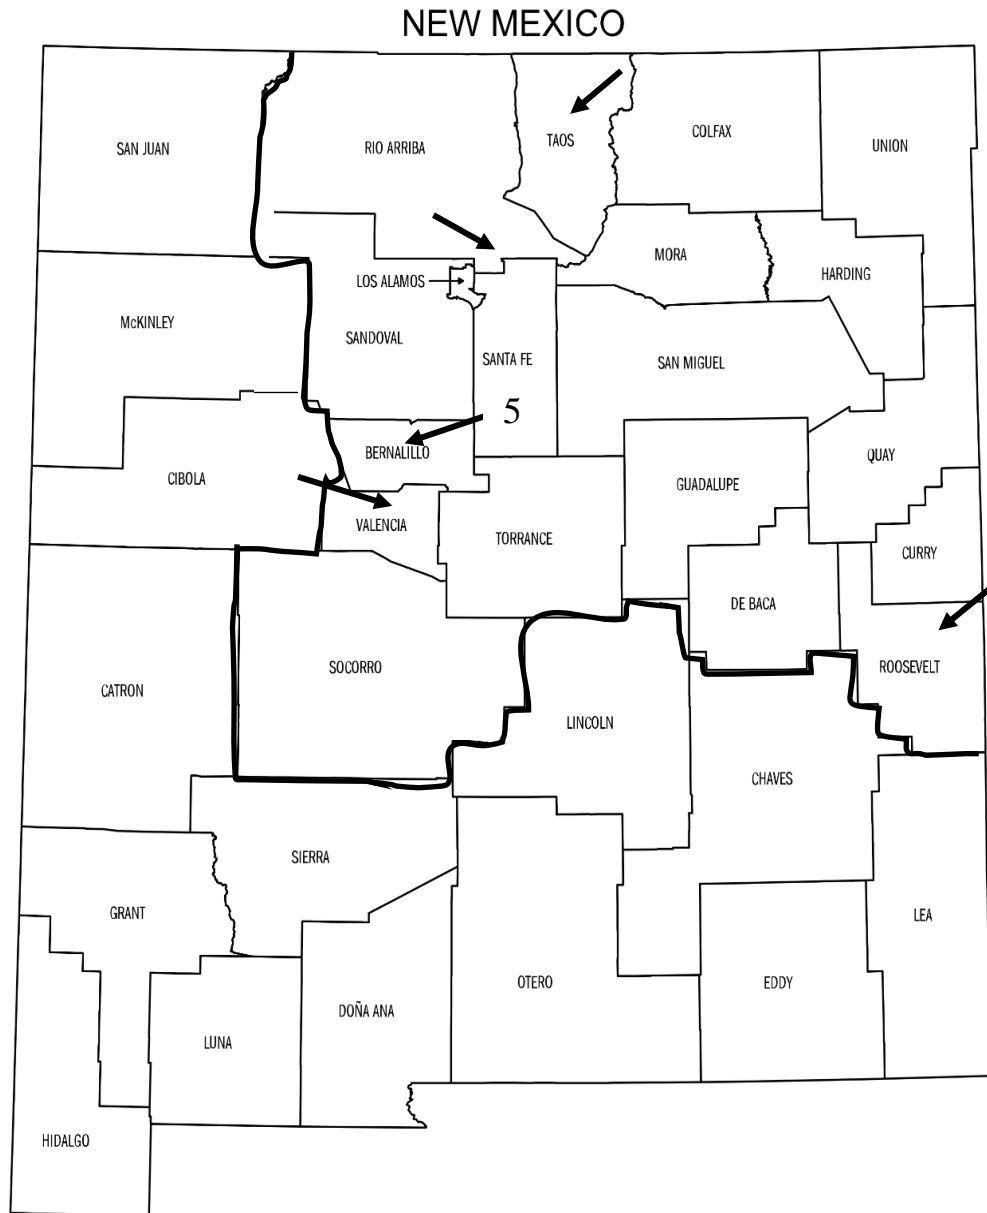 NEW MEXICO
SAN JUAN
RIO ARRIBA
TAOS
COLFAX
UNION
MORA
HARDING
LOS ALAMOS
McKINLEY
SANDOVAL
SANTA FE
SAN MIGUEL
5
BERNALILLO
QUAY
CIBOLA
GUADALUPE
VALENCIA
TORRANCE
CURRY
DE BACA
ROOSEVELT
SOCORRO
CATRON
LINCOLN
CHAVES
SIERRA
GRANT
LEA
OTERO
EDDY
DOÑA ANA
LUNA
HIDALGO